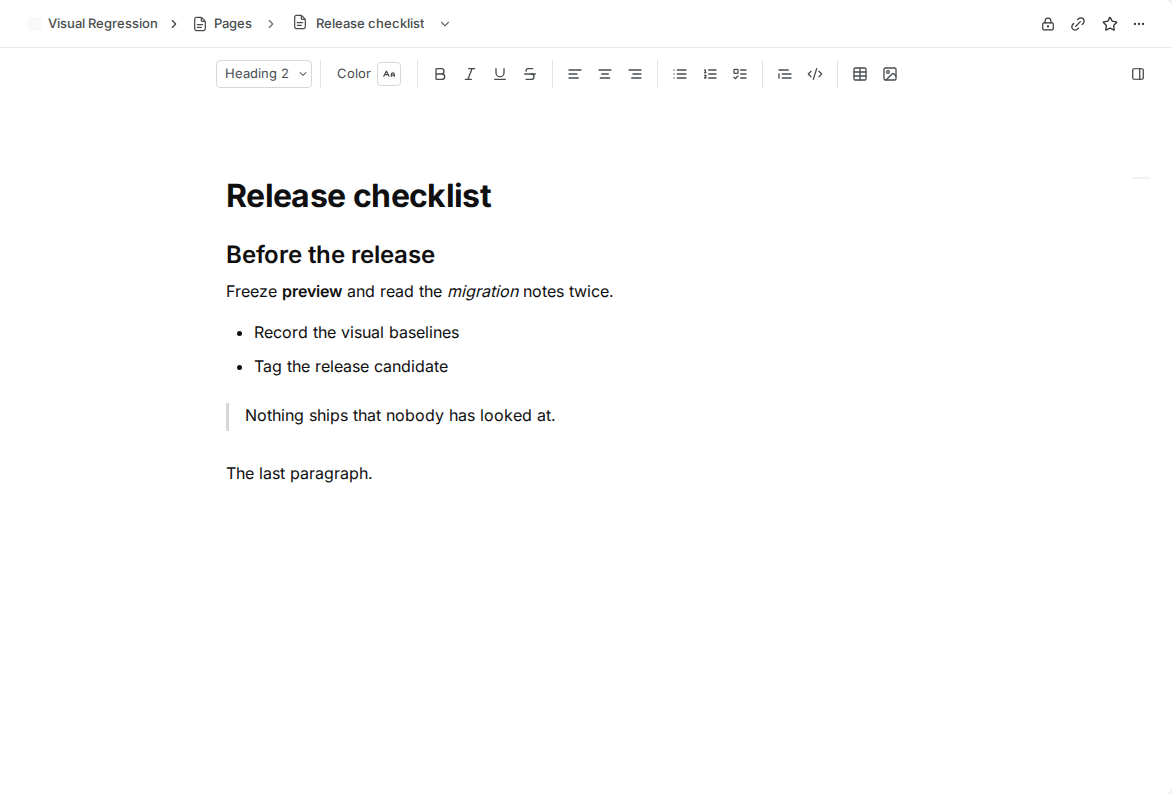 Visual Regression
Pages
Release checklist
Heading 2
Color
Release checklist
Before the release
Freeze preview and read the migration notes twice.
Record the visual baselines
Tag the release candidate
Nothing ships that nobody has looked at.
The last paragraph.